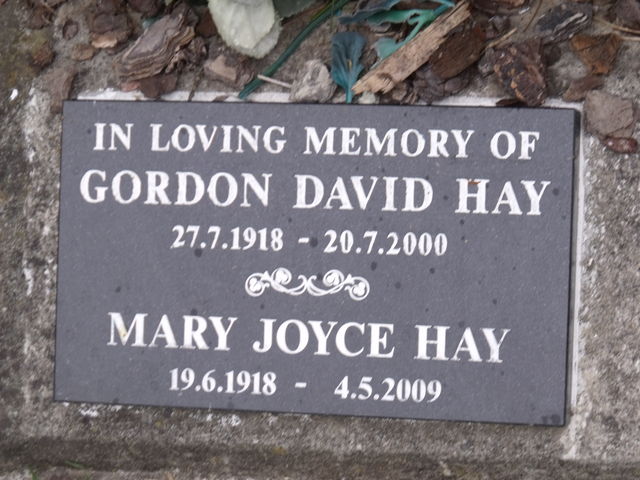 IN LOVING MEMORY OF
GORDON DAVID HAY
27.7.1918 - 20.7.2000
MARY JOYCE HAY
19.6.1918 - 4.5.2009